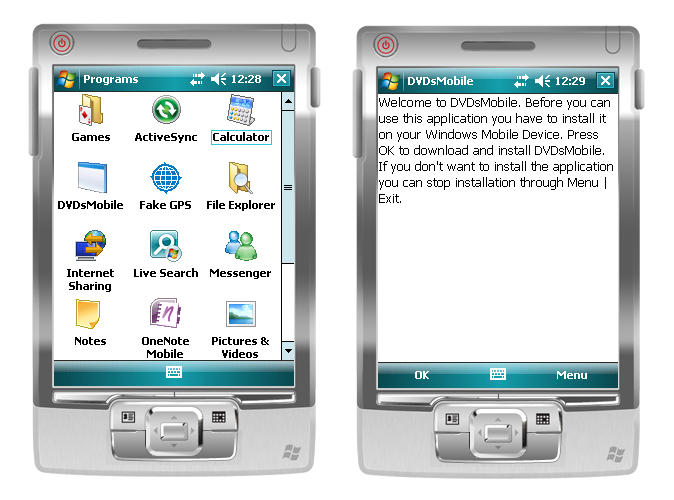 Programs 12:28
Games ActiveSync Calculator
DVDsMobile Fake GPS File Explorer
Internet Sharing Live Search Messenger
Notes OneNote Mobile Pictures & Videos
DVDsMobile 12:29
Welcome to DVDsMobile. Before you can
use this application you have to install it
on your Windows Mobile Device. Press
OK to download and install DVDsMobile.
If you don't want to install the application
you can stop installation through Menu |
Exit.
OK Menu